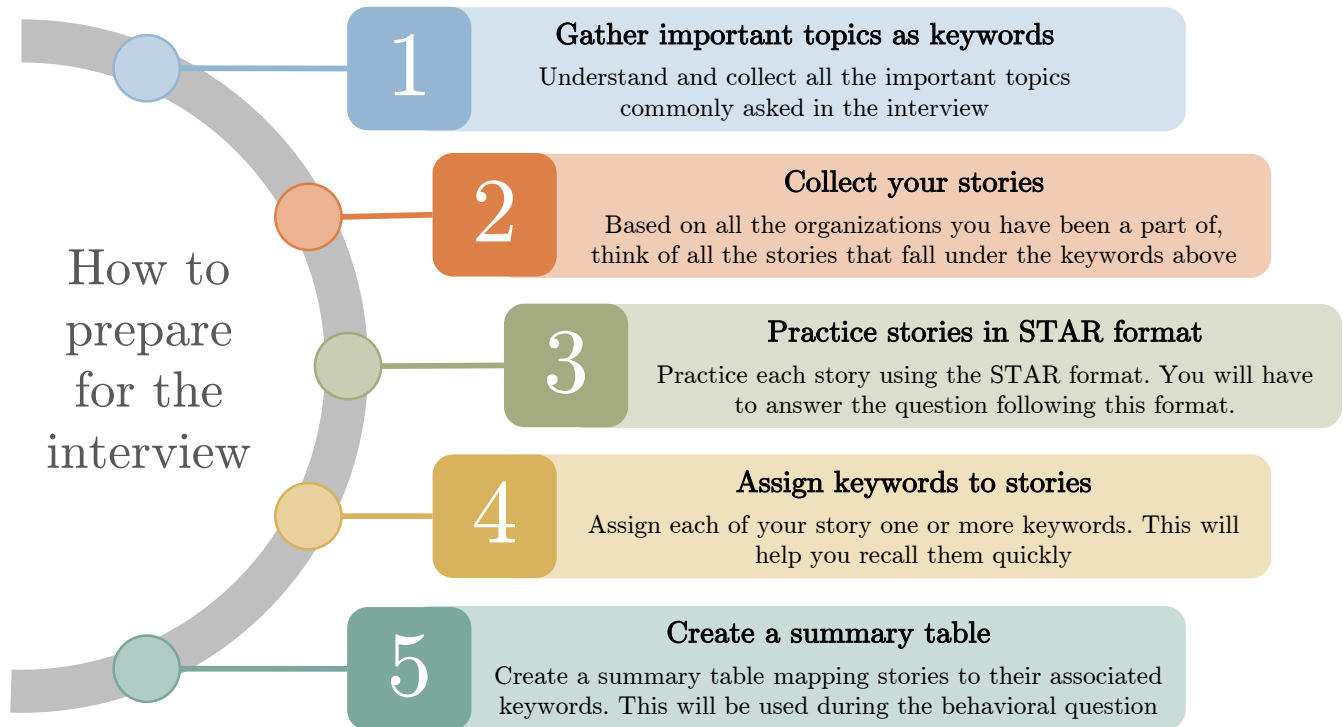 How to
prepare
for the
interview
1
Gather important topics as keywords
Understand and collect all the important topics
commonly asked in the interview
2
Collect your stories
Based on all the organizations you have been a part of,
think of all the stories that fall under the keywords above
3
Practice stories in STAR format
Practice each story using the STAR format. You will have
to answer the question following this format.
4
Assign keywords to stories
Assign each of your story one or more keywords. This will
help you recall them quickly
5
Create a summary table
Create a summary table mapping stories to their associated
keywords. This will be used during the behavioral question